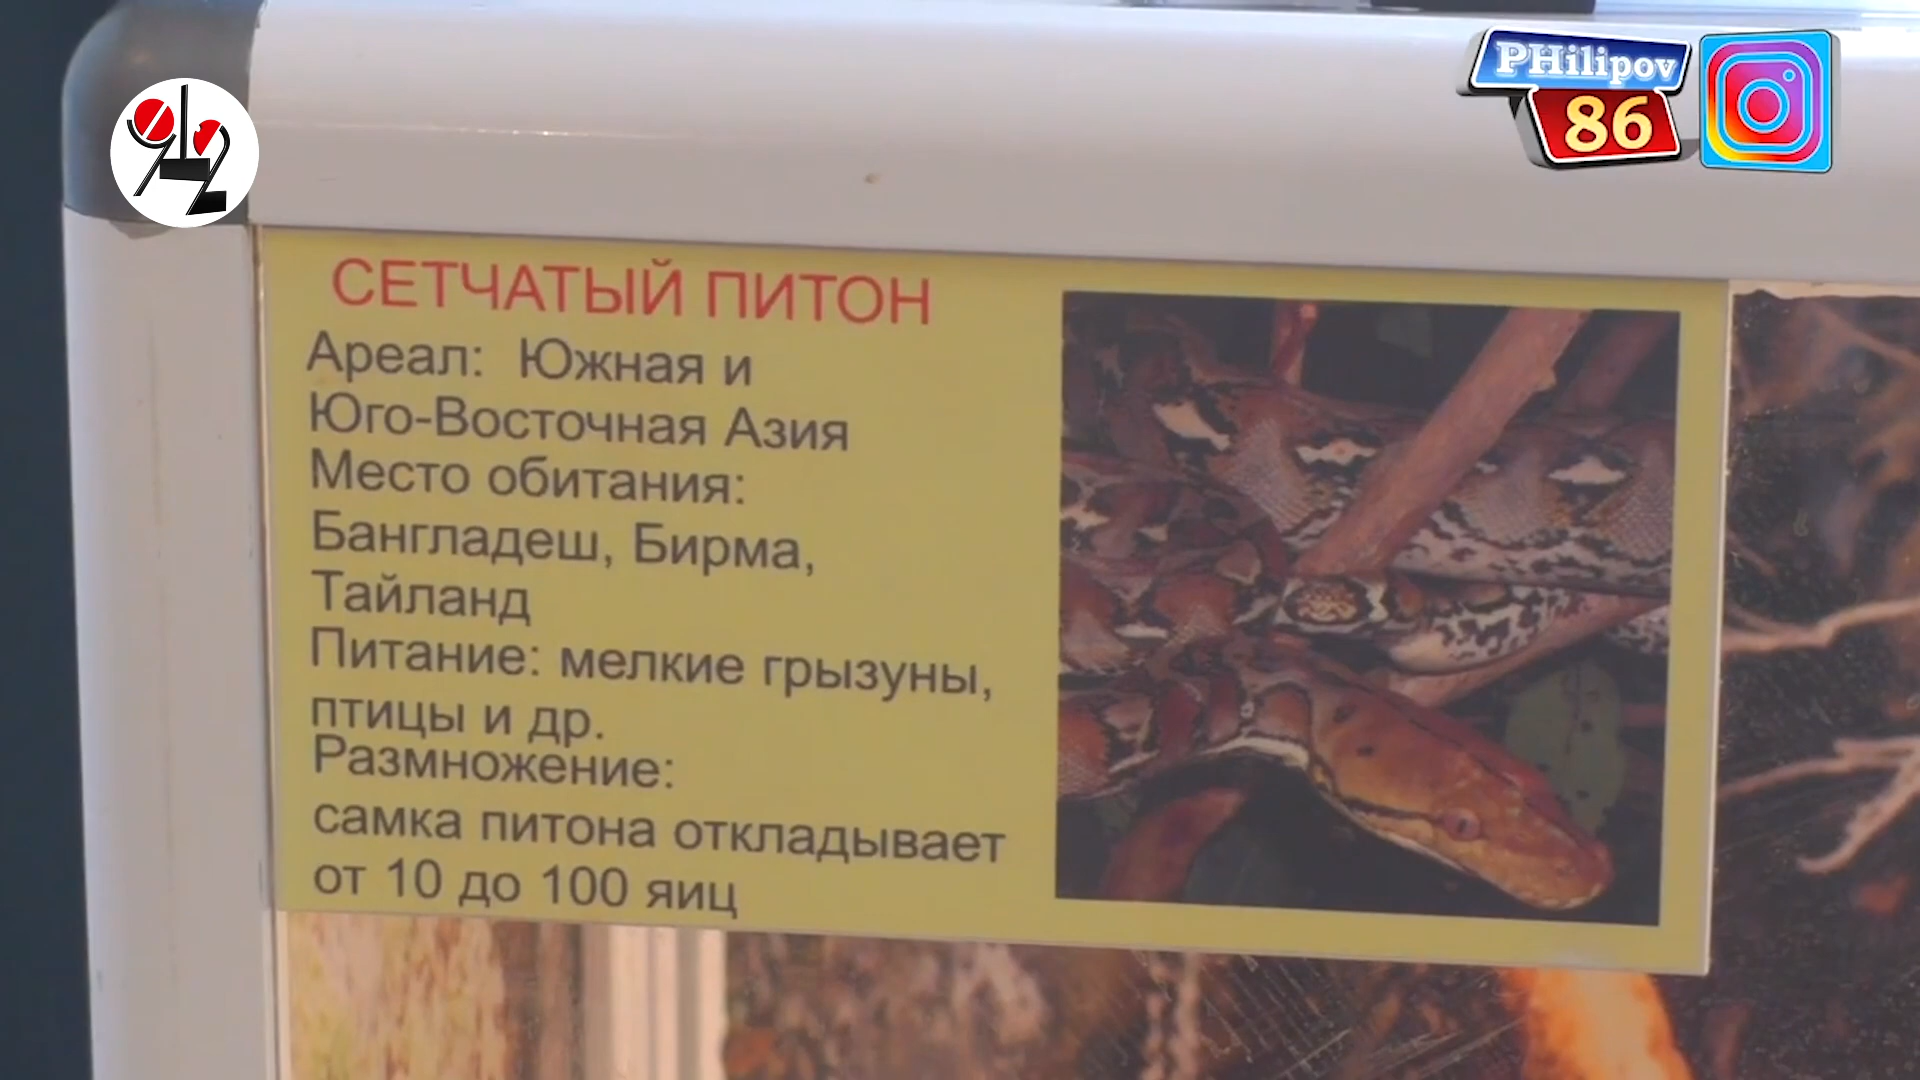 PHilipov
86
СЕТЧАТЫЙ ПИТОН
Ареал: Южная и
Юго-Восточная Азия
Место обитания:
Бангладеш, Бирма,
Тайланд
Питание: мелкие грызуны,
птицы и др.
Размножение:
самка питона откладывает
от 10 до 100 яиц